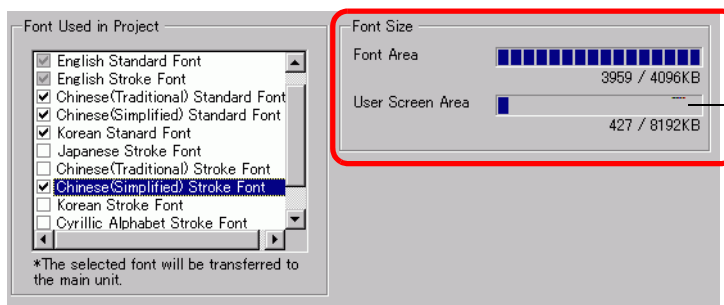 Font Used in Project
English Standard Font
English Stroke Font
Chinese(Traditional) Standard Font
Chinese(Simplified) Standard Font
Korean Stanard Font
Japanese Stroke Font
Chinese(Traditional) Stroke Font
Chinese(Simplified) Stroke Font
Korean Stroke Font
Cyrillic Alphabet Stroke Font
*The selected font will be transferred to
the main unit.
Font Size
Font Area
3959 / 4096KB
User Screen Area
427 / 8192KB